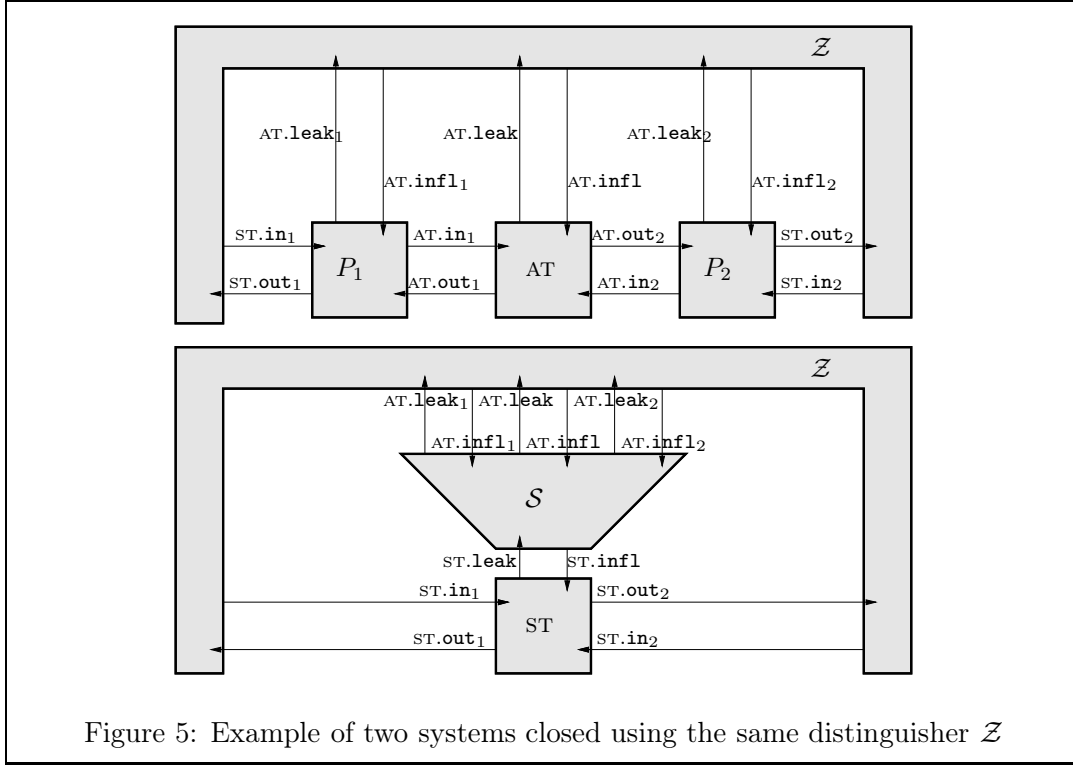 𝒵
AT.leak₁ AT.leak AT.leak₂
AT.infl₁ AT.infl AT.infl₂
ST.in₁ AT.in₁ AT.out₂ ST.out₂
P₁ AT P₂
ST.out₁ AT.out₁ AT.in₂ ST.in₂
𝒵
AT.leak₁ AT.leak AT.leak₂
AT.infl₁ AT.infl AT.infl₂
𝒮
ST.leak ST.infl
ST.in₁ ST.out₂
ST
ST.out₁ ST.in₂
Figure 5: Example of two systems closed using the same distinguisher 𝒵